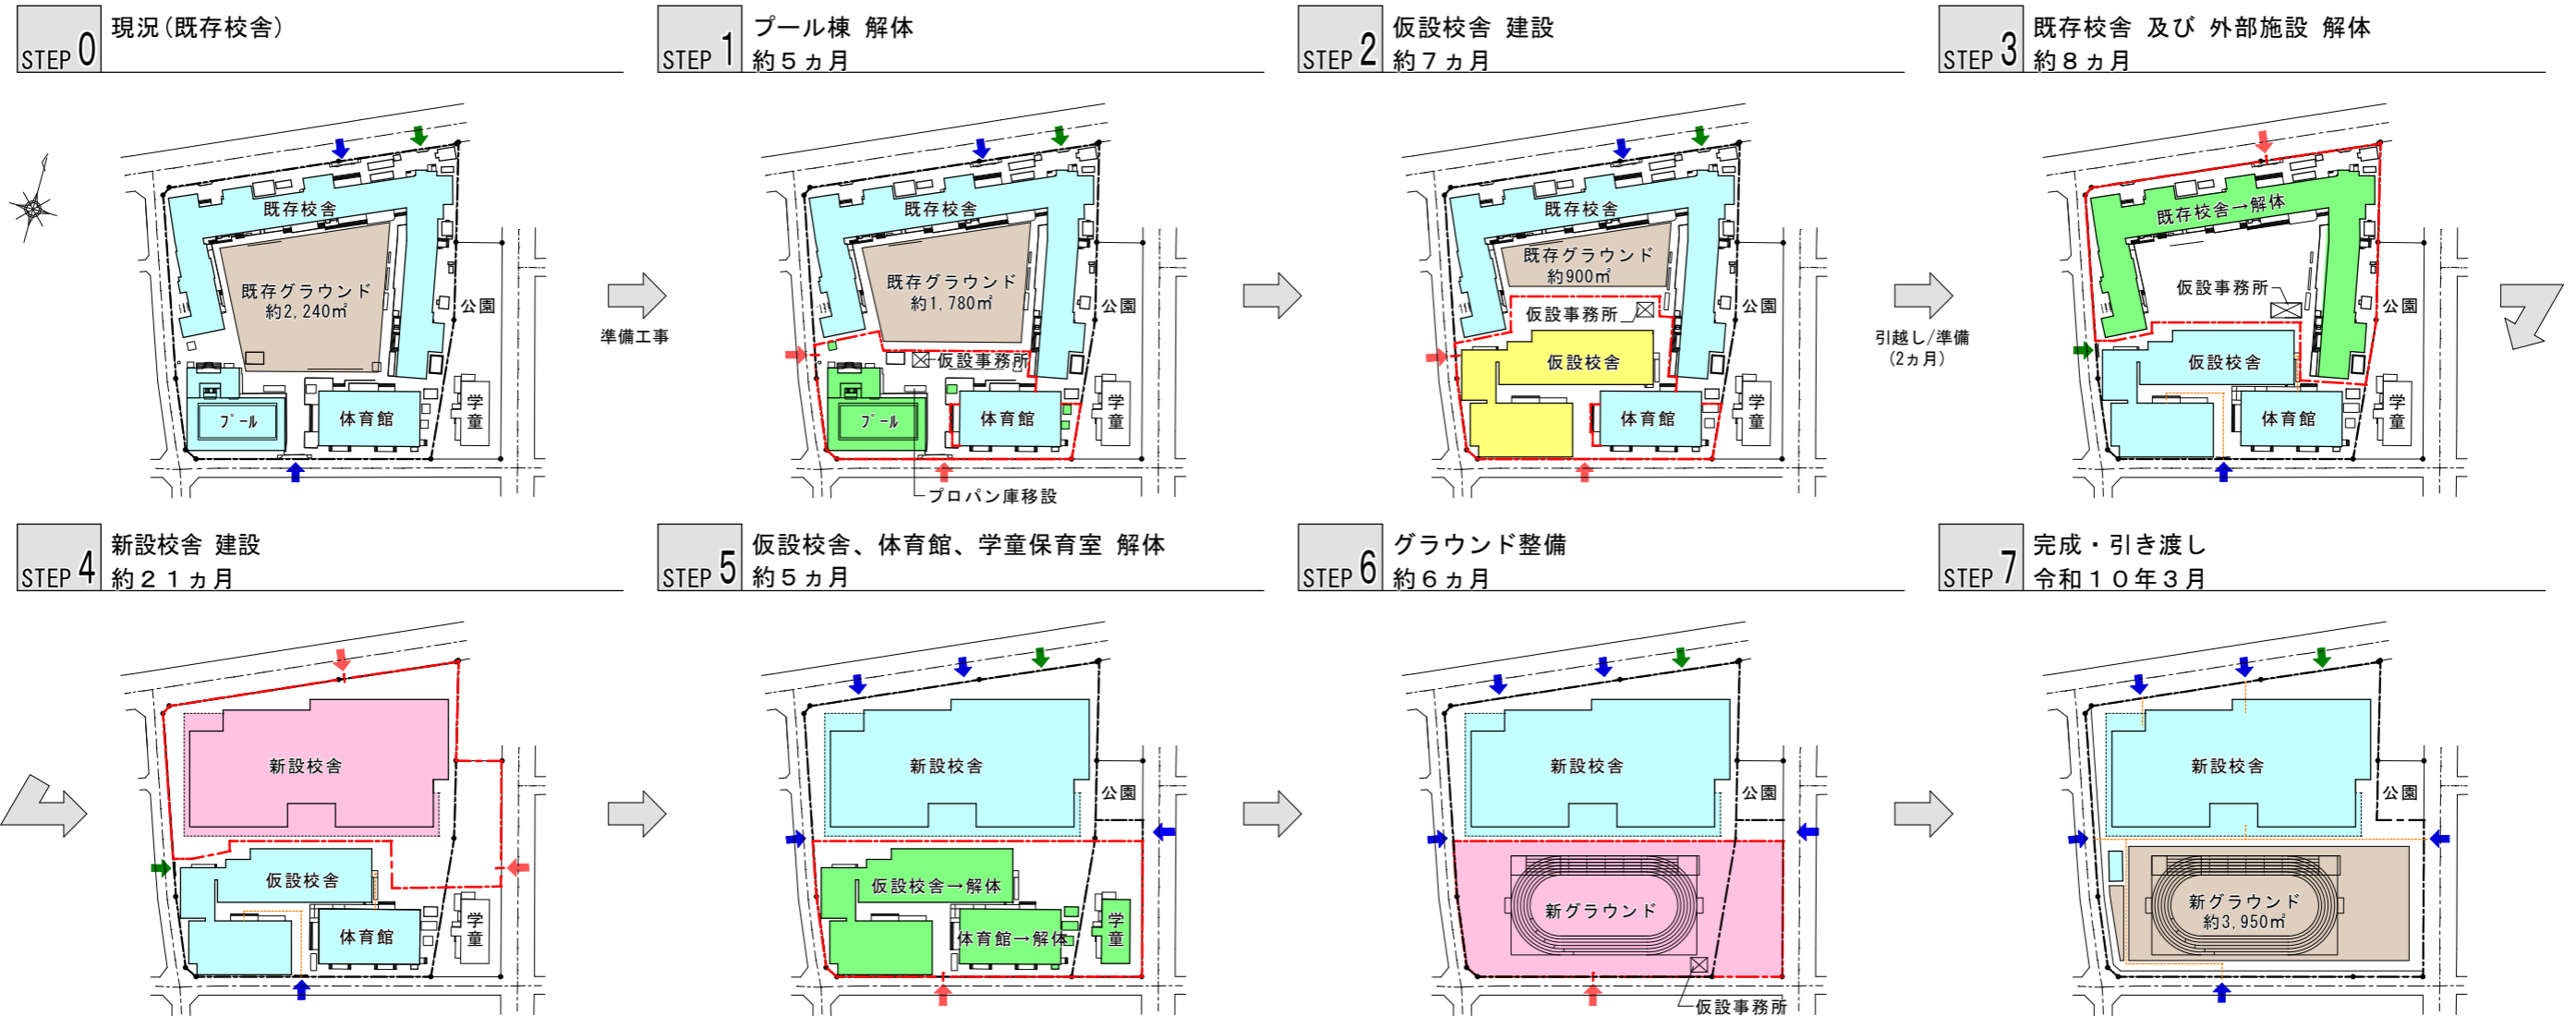 STEP 0
現況(既存校舎)
既存校舎
既存グラウンド
約2,240㎡
公園
プール
体育館
学童
準備工事
STEP 1
プール棟 解体
約5ヵ月
既存校舎
既存グラウンド
約1,780㎡
公園
仮設事務所
プール
体育館
学童
プロパン庫移設
STEP 2
仮設校舎 建設
約7ヵ月
既存校舎
既存グラウンド
約900㎡
公園
仮設事務所
仮設校舎
体育館
学童
引越し/準備
(2ヵ月)
STEP 3
既存校舎 及び 外部施設 解体
約8ヵ月
既存校舎→解体
仮設事務所
公園
仮設校舎
体育館
学童
STEP 4
新設校舎 建設
約21ヵ月
新設校舎
仮設校舎
体育館
学童
STEP 5
仮設校舎、体育館、学童保育室 解体
約5ヵ月
新設校舎
公園
仮設校舎→解体
体育館→解体
学童
STEP 6
グラウンド整備
約6ヵ月
新設校舎
公園
新グラウンド
仮設事務所
STEP 7
完成・引き渡し
令和10年3月
新設校舎
公園
新グラウンド
約3,950㎡